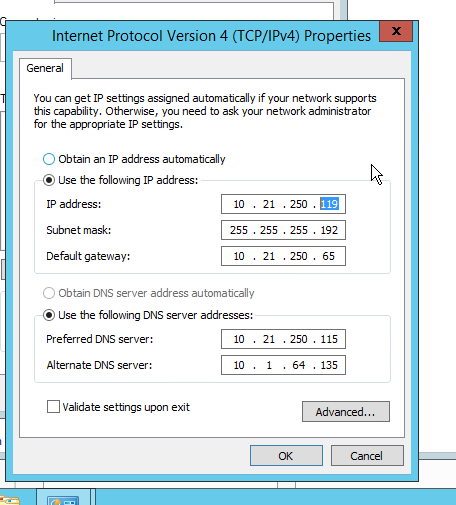 Internet Protocol Version 4 (TCP/IPv4) Properties
x
General
You can get IP settings assigned automatically if your network supports
this capability. Otherwise, you need to ask your network administrator
for the appropriate IP settings.
Obtain an IP address automatically
Use the following IP address:
IP address: 10 . 21 . 250 . 119
Subnet mask: 255 . 255 . 255 . 192
Default gateway: 10 . 21 . 250 . 65
Obtain DNS server address automatically
Use the following DNS server addresses:
Preferred DNS server: 10 . 21 . 250 . 115
Alternate DNS server: 10 . 1 . 64 . 135
Validate settings upon exit
Advanced...
OK Cancel